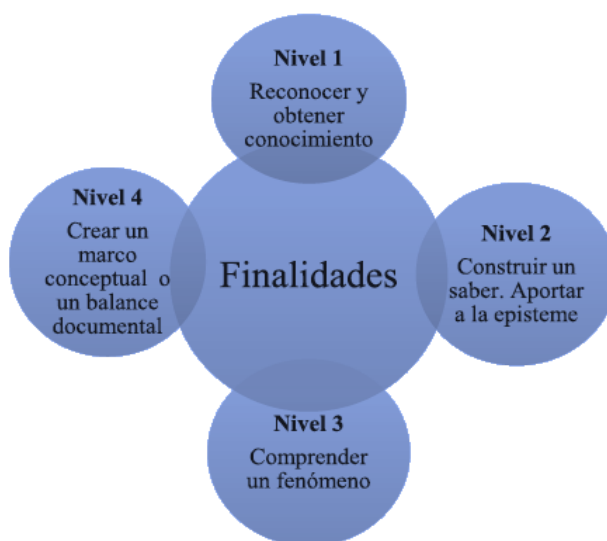 Nivel 1
Reconocer y
obtener
conocimiento
Nivel 4
Crear un
marco
conceptual o
un balance
documental
Finalidades
Nivel 2
Construir un
saber. Aportar
a la episteme
Nivel 3
Comprender
un fenómeno